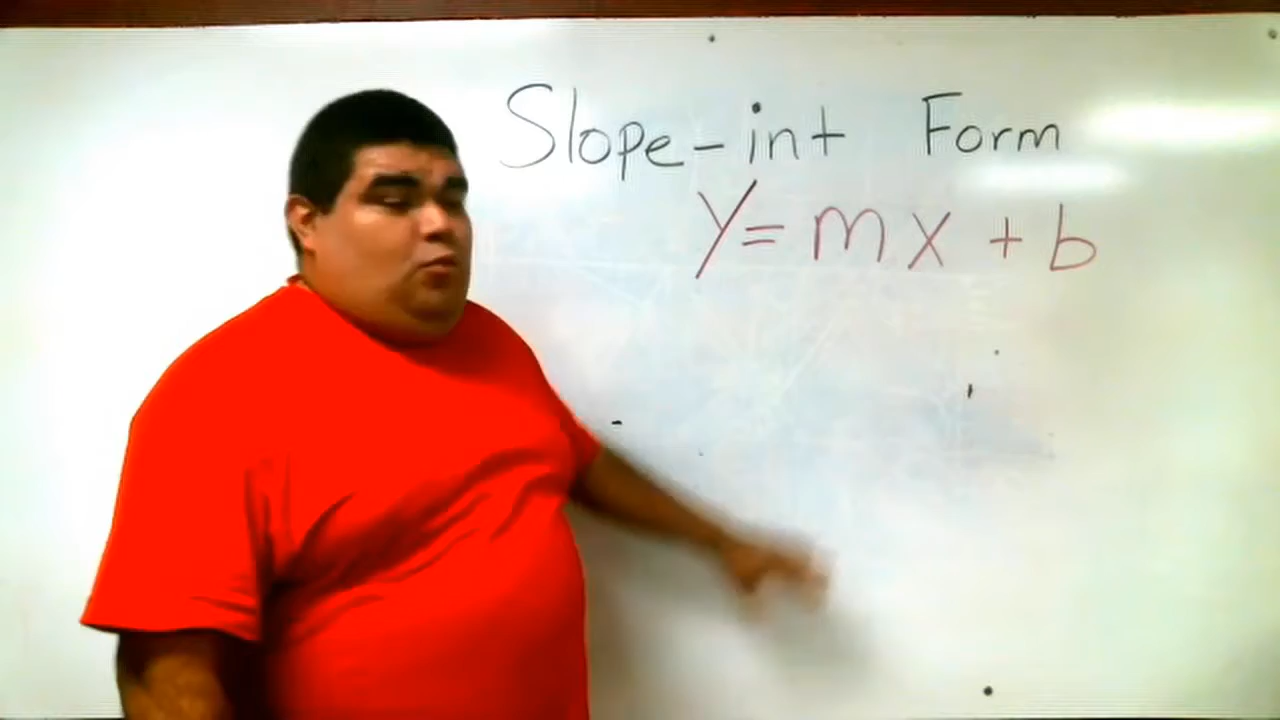 Slope-int Form
y = mx + b